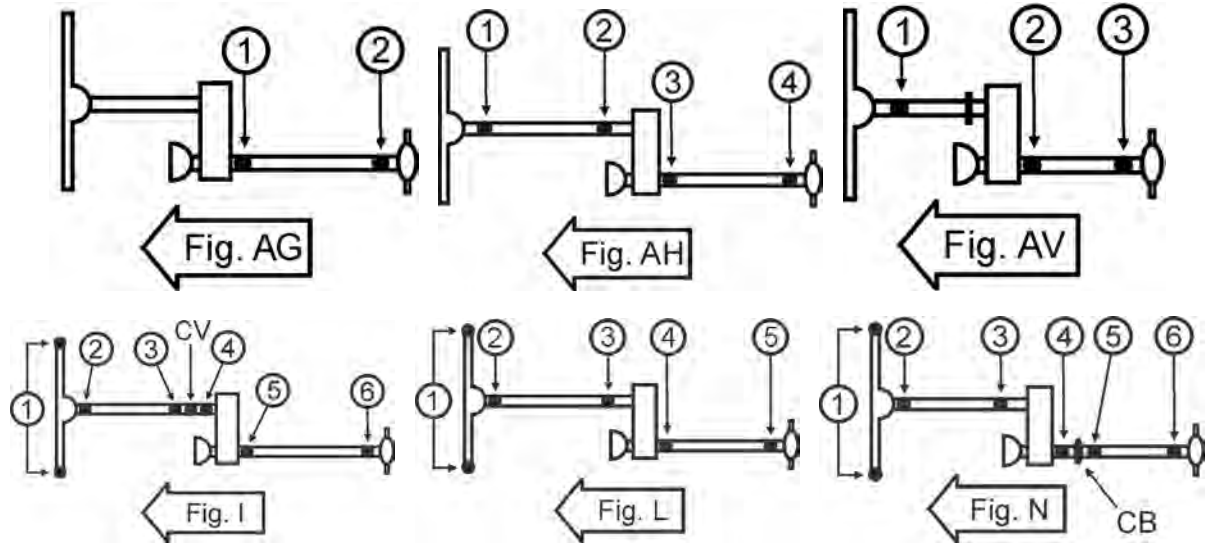 1 2
Fig. AG
1 2
3 4
Fig. AH
1 2 3
Fig. AV
CV
1 2 3 4
5 6
Fig. I
1 2 3 4 5
Fig. L
1 2 3 4 5 6
Fig. N
CB